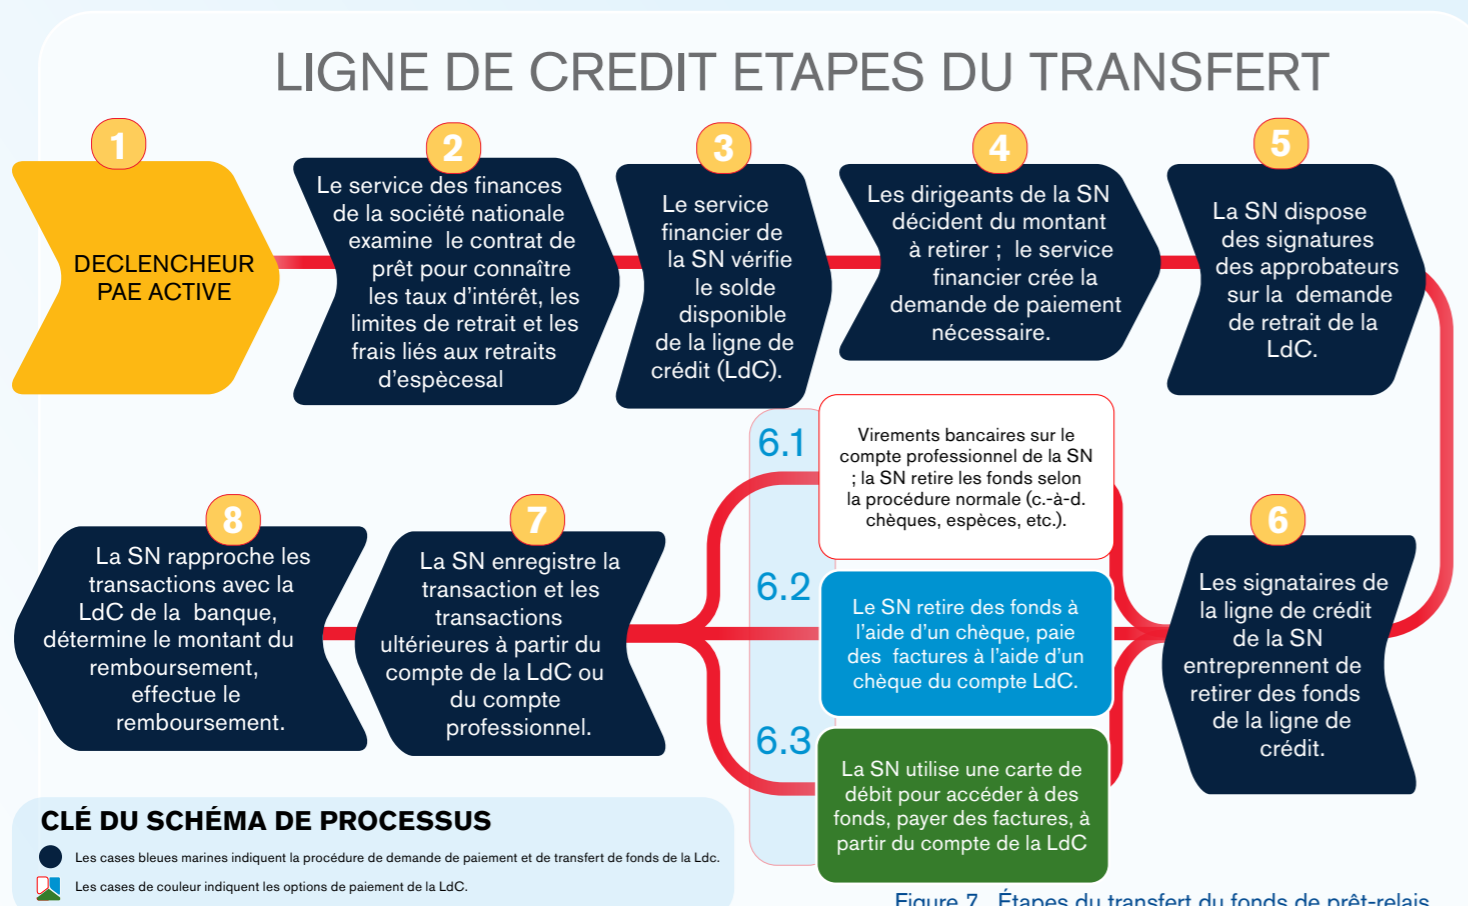 LIGNE DE CREDIT ETAPES DU TRANSFERT
1
DECLENCHEUR
PAE ACTIVE
2
Le service des finances
de la société nationale
examine le contrat de
prêt pour connaître
les taux d'intérêt, les
limites de retrait et les
frais liés aux retraits
d'espècesal
3
Le service
financier de
la SN vérifie
le solde
disponible
de la ligne de
crédit (LdC).
4
Les dirigeants de la SN
décident du montant
à retirer ; le service
financier crée la
demande de paiement
nécessaire.
5
La SN dispose
des signatures
des approbateurs
sur la demande
de retrait de la
LdC.
6
Les signataires de
la ligne de crédit
de la SN
entreprennent de
retirer des fonds
de la ligne de
crédit.
6.1
Virements bancaires sur le
compte professionnel de la SN
; la SN retire les fonds selon
la procédure normale (c.-à-d.
chèques, espèces, etc.).
6.2
Le SN retire des fonds à
l'aide d'un chèque, paie
des factures à l'aide d'un
chèque du compte LdC.
6.3
La SN utilise une carte de
débit pour accéder à des
fonds, payer des factures, à
partir du compte de la LdC
7
La SN enregistre la
transaction et les
transactions
ultérieures à partir du
compte de la LdC ou
du compte
professionnel.
8
La SN rapproche les
transactions avec la
LdC de la banque,
détermine le montant du
remboursement,
effectue le
remboursement.
CLÉ DU SCHÉMA DE PROCESSUS
Les cases bleues marines indiquent la procédure de demande de paiement et de transfert de fonds de la Ldc.
Les cases de couleur indiquent les options de paiement de la LdC.
Figure 7 Étapes du transfert du fonds de prêt-relais